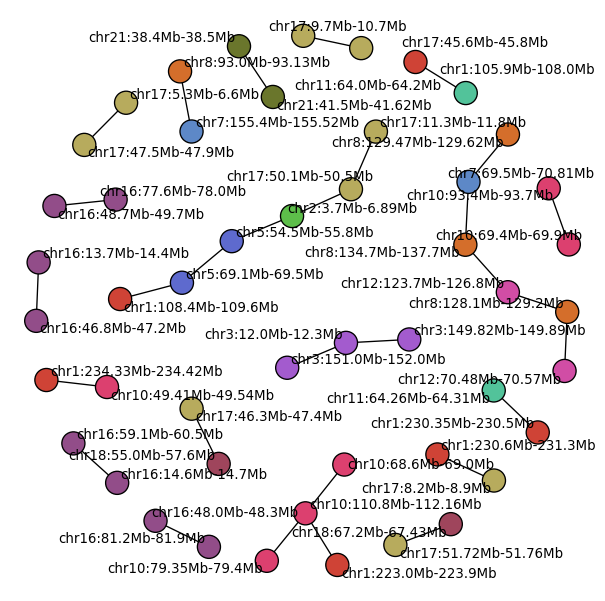 chr17:9.7Mb-10.7Mb
chr21:38.4Mb-38.5Mb
chr17:45.6Mb-45.8Mb
chr8:93.0Mb-93.13Mb
chr1:105.9Mb-108.0Mb
chr11:64.0Mb-64.2Mb
chr17:5.3Mb-6.6Mb
chr21:41.5Mb-41.62Mb
chr7:155.4Mb-155.52Mb
chr17:11.3Mb-11.8Mb
chr8:129.47Mb-129.62Mb
chr17:47.5Mb-47.9Mb
chr17:50.1Mb-50.5Mb
chr7:69.5Mb-70.81Mb
chr16:77.6Mb-78.0Mb
chr10:93.4Mb-93.7Mb
chr16:48.7Mb-49.7Mb
chr2:3.7Mb-6.89Mb
chr5:54.5Mb-55.8Mb
chr10:69.4Mb-69.9Mb
chr16:13.7Mb-14.4Mb
chr8:134.7Mb-137.7Mb
chr5:69.1Mb-69.5Mb
chr12:123.7Mb-126.8Mb
chr1:108.4Mb-109.6Mb
chr8:128.1Mb-129.2Mb
chr16:46.8Mb-47.2Mb
chr3:12.0Mb-12.3Mb
chr3:149.82Mb-149.89Mb
chr3:151.0Mb-152.0Mb
chr1:234.33Mb-234.42Mb
chr12:70.48Mb-70.57Mb
chr10:49.41Mb-49.54Mb
chr11:64.26Mb-64.31Mb
chr17:46.3Mb-47.4Mb
chr1:230.35Mb-230.5Mb
chr16:59.1Mb-60.5Mb
chr1:230.6Mb-231.3Mb
chr18:55.0Mb-57.6Mb
chr10:68.6Mb-69.0Mb
chr16:14.6Mb-14.7Mb
chr17:8.2Mb-8.9Mb
chr10:110.8Mb-112.16Mb
chr16:48.0Mb-48.3Mb
chr18:67.2Mb-67.43Mb
chr16:81.2Mb-81.9Mb
chr17:51.72Mb-51.76Mb
chr10:79.35Mb-79.4Mb
chr1:223.0Mb-223.9Mb